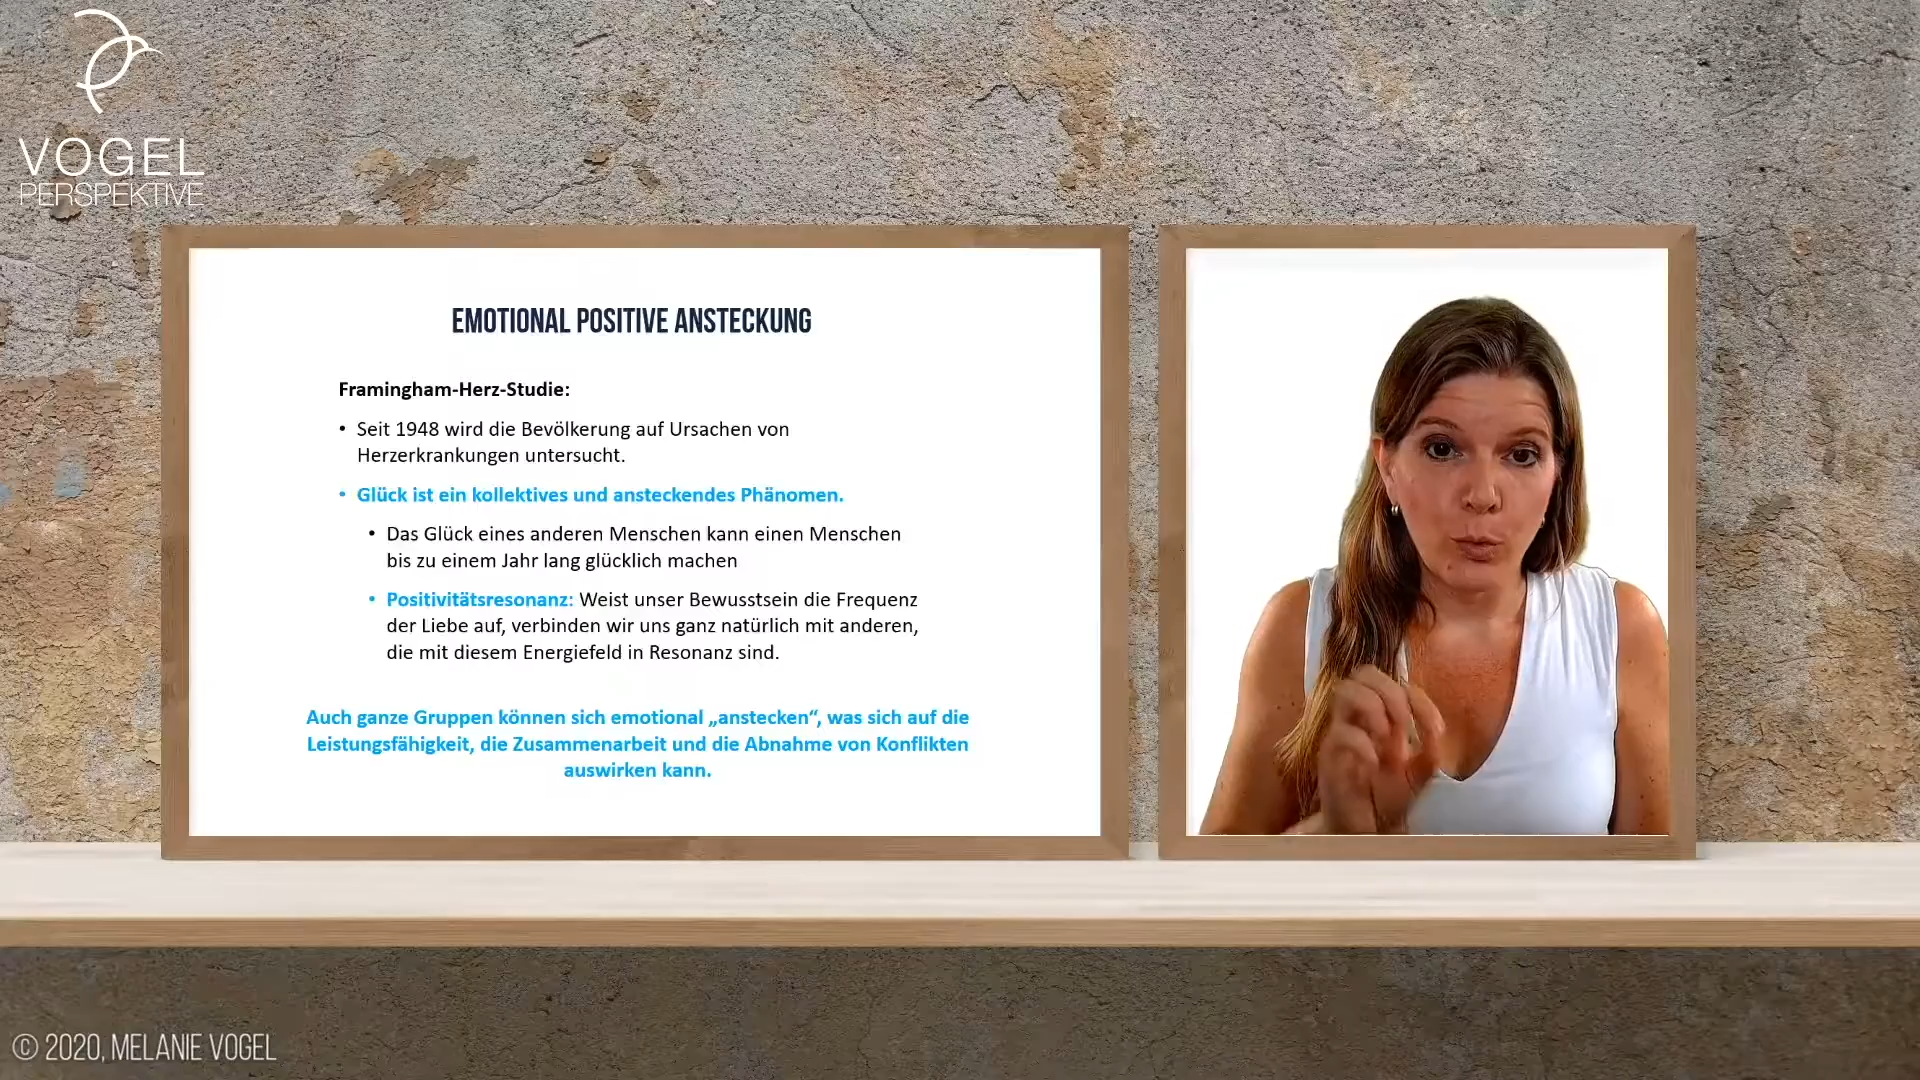 VOGEL
PERSPEKTIVE
EMOTIONAL POSITIVE ANSTECKUNG
Framingham-Herz-Studie:
• Seit 1948 wird die Bevölkerung auf Ursachen von
Herzerkrankungen untersucht.
• Glück ist ein kollektives und ansteckendes Phänomen.
• Das Glück eines anderen Menschen kann einen Menschen
bis zu einem Jahr lang glücklich machen
• Positivitätsresonanz: Weist unser Bewusstsein die Frequenz
der Liebe auf, verbinden wir uns ganz natürlich mit anderen,
die mit diesem Energiefeld in Resonanz sind.
Auch ganze Gruppen können sich emotional „anstecken“, was sich auf die
Leistungsfähigkeit, die Zusammenarbeit und die Abnahme von Konflikten
auswirken kann.
© 2020, MELANIE VOGEL